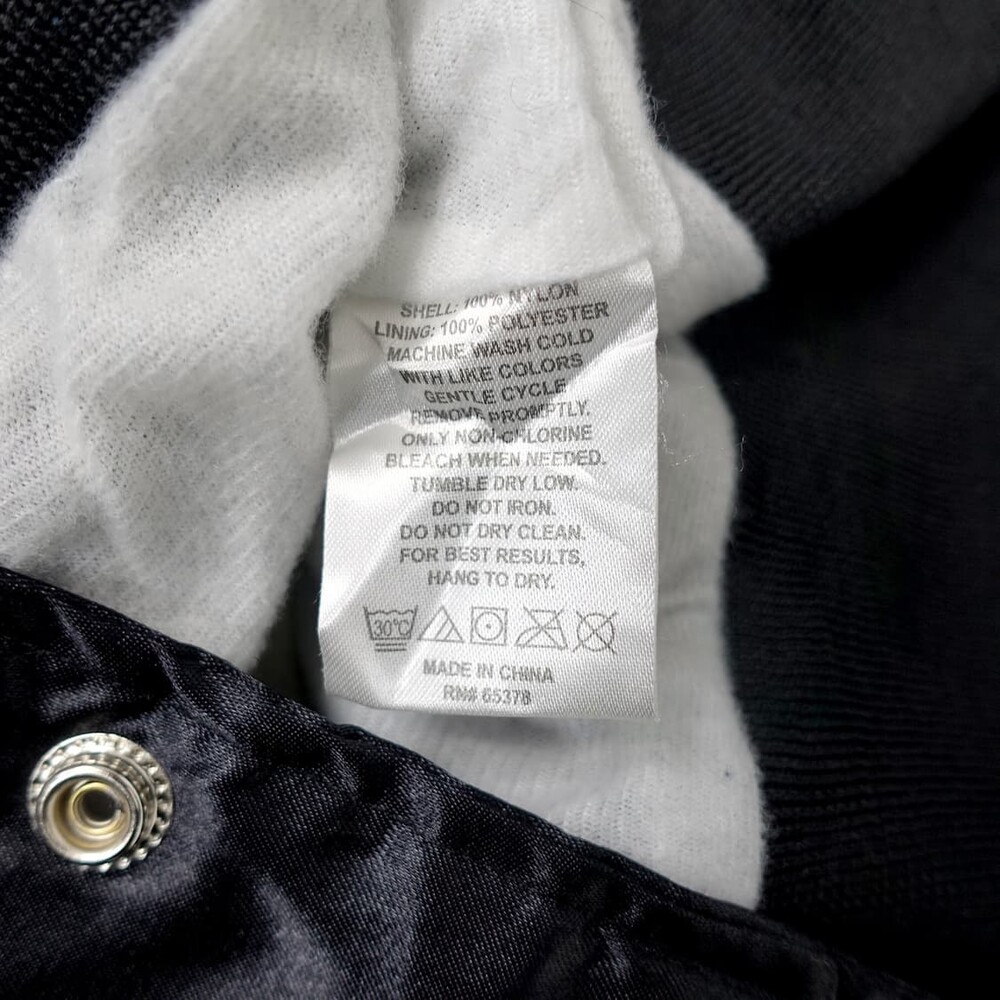 SHELL: 100% NYLON
LINING: 100% POLYESTER
MACHINE WASH COLD
WITH LIKE COLORS
GENTLE CYCLE
REMOVE PROMPTLY.
ONLY NON-CHLORINE
BLEACH WHEN NEEDED.
TUMBLE DRY LOW.
DO NOT IRON.
DO NOT DRY CLEAN.
FOR BEST RESULTS,
HANG TO DRY.
30°C
MADE IN CHINA
RN# 65378